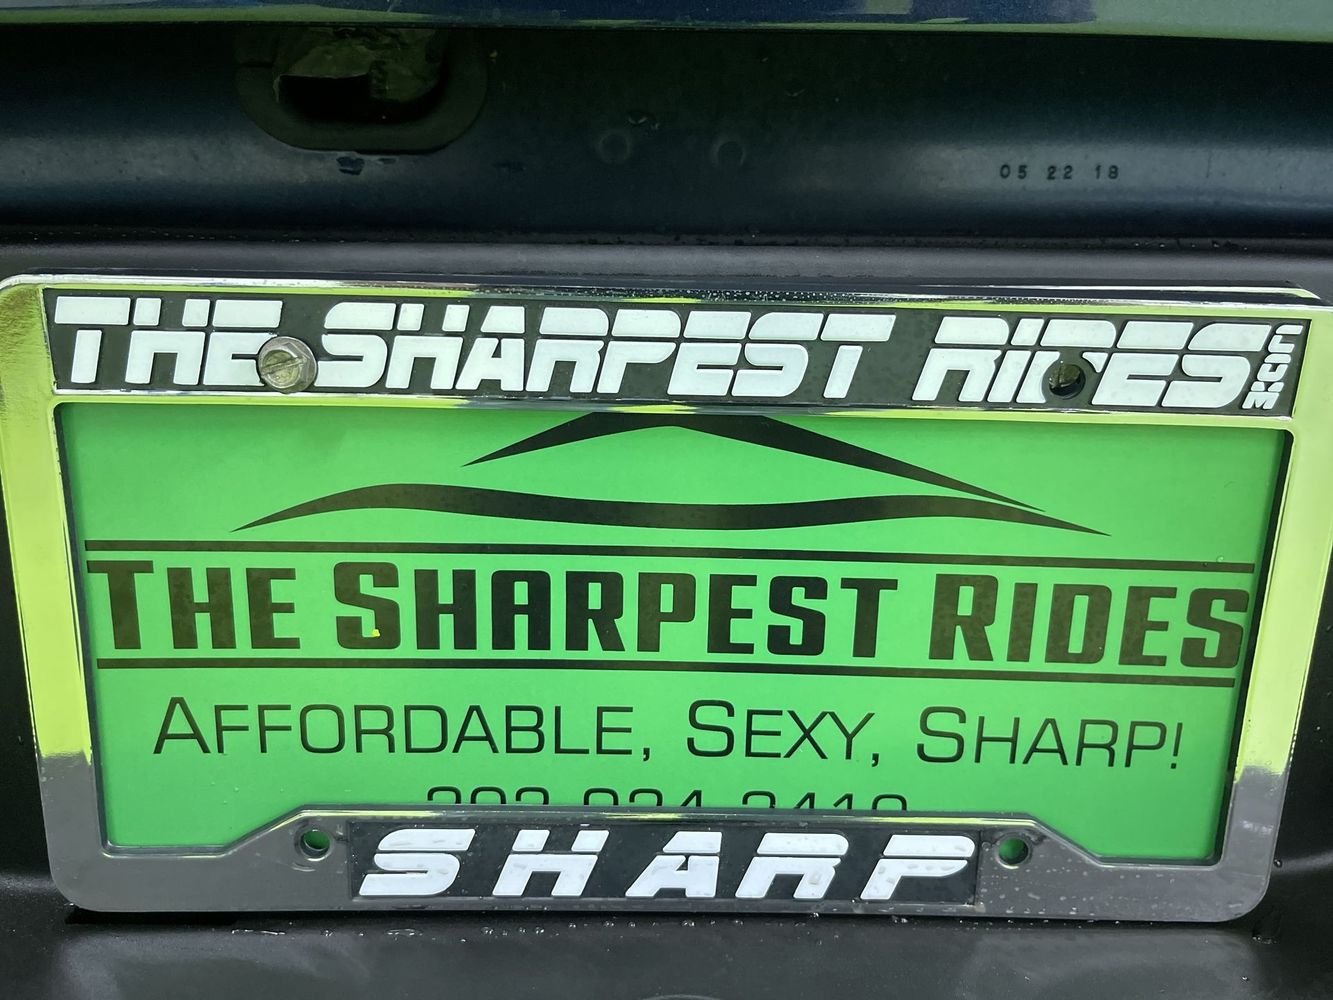 05 22 18
THE SHARPEST RIDES.COM
THE SHARPEST RIDES
AFFORDABLE, SEXY, SHARP!
SHARP